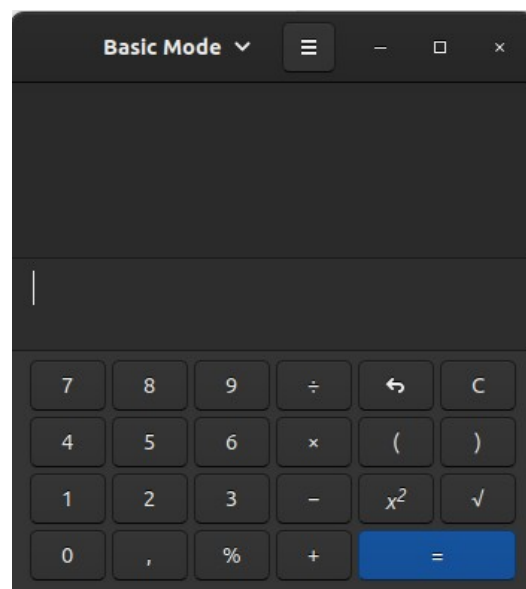 Basic Mode
7 8 9 ÷ C
4 5 6 × ( )
1 2 3 − x² √
0 , % + =